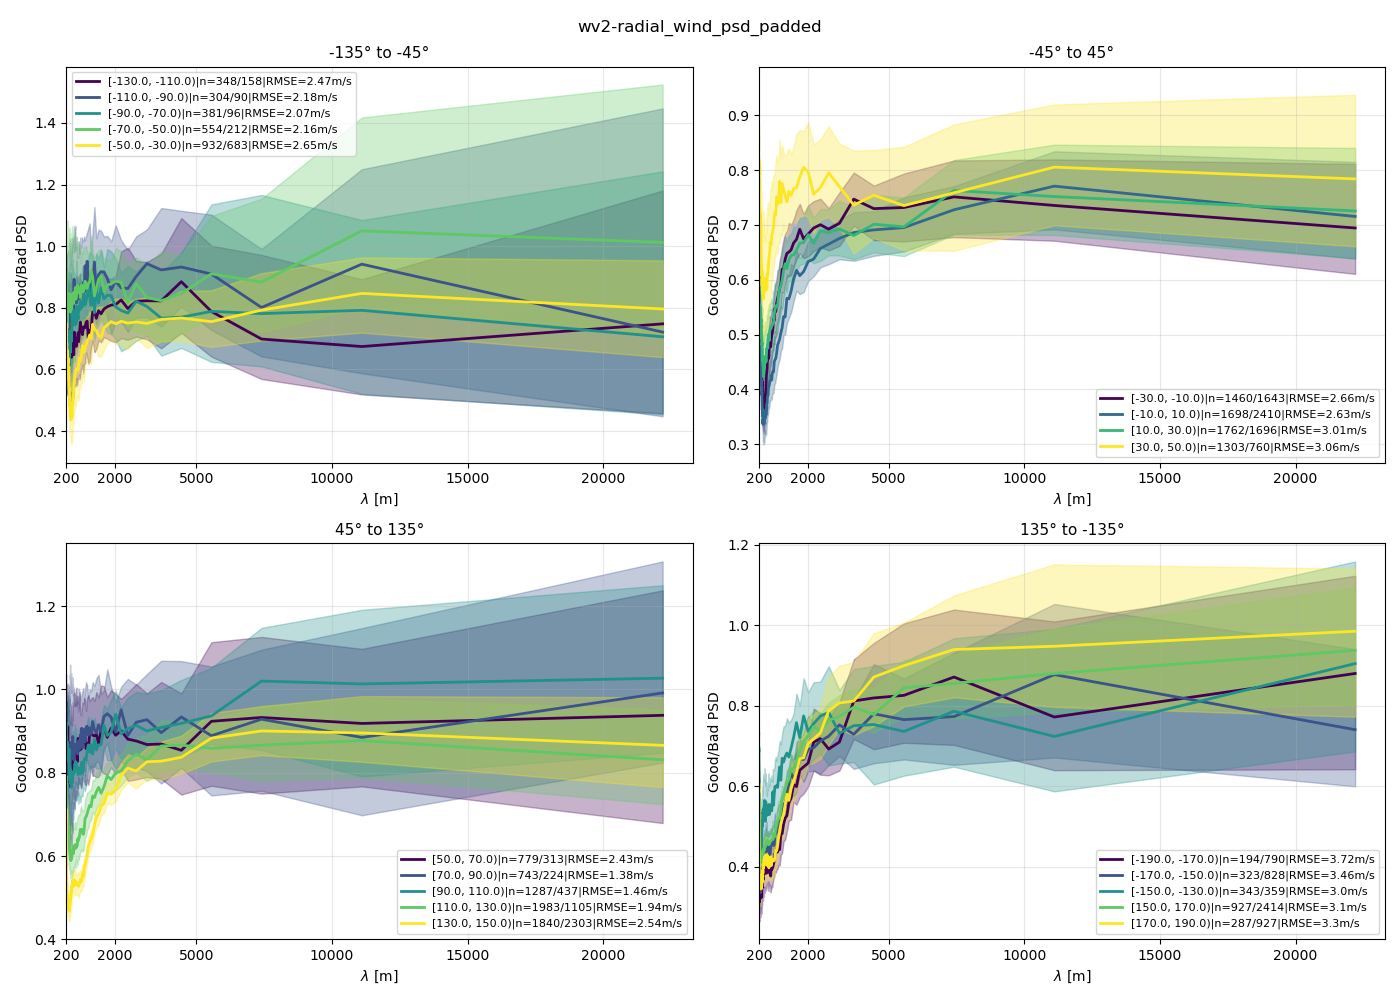 wv2-radial_wind_psd_padded
-135° to -45°
Good/Bad PSD
1.4
1.2
1.0
0.8
0.6
0.4
[-130.0, -110.0)|n=348/158|RMSE=2.47m/s
[-110.0, -90.0)|n=304/90|RMSE=2.18m/s
[-90.0, -70.0)|n=381/96|RMSE=2.07m/s
[-70.0, -50.0)|n=554/212|RMSE=2.16m/s
[-50.0, -30.0)|n=932/683|RMSE=2.65m/s
200 2000 5000 10000 15000 20000
λ [m]
-45° to 45°
Good/Bad PSD
0.9
0.8
0.7
0.6
0.5
0.4
0.3
[-30.0, -10.0)|n=1460/1643|RMSE=2.66m/s
[-10.0, 10.0)|n=1698/2410|RMSE=2.63m/s
[10.0, 30.0)|n=1762/1696|RMSE=3.01m/s
[30.0, 50.0)|n=1303/760|RMSE=3.06m/s
200 2000 5000 10000 15000 20000
λ [m]
45° to 135°
Good/Bad PSD
1.2
1.0
0.8
0.6
0.4
[50.0, 70.0)|n=779/313|RMSE=2.43m/s
[70.0, 90.0)|n=743/224|RMSE=1.38m/s
[90.0, 110.0)|n=1287/437|RMSE=1.46m/s
[110.0, 130.0)|n=1983/1105|RMSE=1.94m/s
[130.0, 150.0)|n=1840/2303|RMSE=2.54m/s
200 2000 5000 10000 15000 20000
λ [m]
135° to -135°
Good/Bad PSD
1.2
1.0
0.8
0.6
0.4
[-190.0, -170.0)|n=194/790|RMSE=3.72m/s
[-170.0, -150.0)|n=323/828|RMSE=3.46m/s
[-150.0, -130.0)|n=343/359|RMSE=3.0m/s
[150.0, 170.0)|n=927/2414|RMSE=3.1m/s
[170.0, 190.0)|n=287/927|RMSE=3.3m/s
200 2000 5000 10000 15000 20000
λ [m]